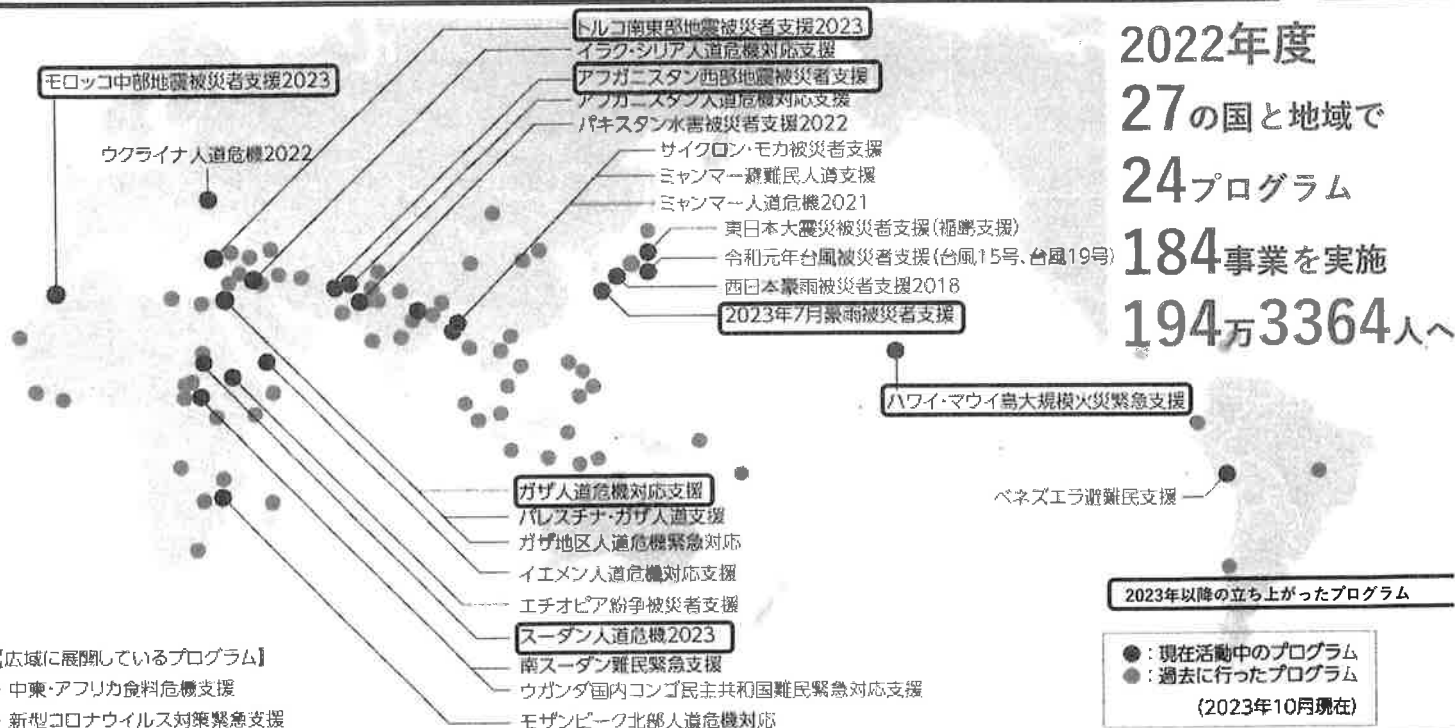 トルコ南東部地震被災者支援2023
イラク・シリア人道危機対応支援
アフガニスタン西部地震被災者支援
アフガニスタン人道危機対応支援
パキスタン水害被災者支援2022
サイクロン・モカ被災者支援
ミャンマー避難民人道支援
ミャンマー人道危機2021
東日本大震災被災者支援(福島支援)
令和元年台風被災者支援(台風15号、台風19号)
西日本豪雨被災者支援2018
2023年7月豪雨被災者支援
モロッコ中部地震被災者支援2023
ウクライナ人道危機2022
2022年度
27の国と地域で
24プログラム
184事業を実施
194万3364人へ
ハワイ・マウイ島大規模火災緊急支援
ベネズエラ避難民支援
ガザ人道危機対応支援
パレスチナ・ガザ人道支援
ガザ地区人道危機緊急対応
イエメン人道危機対応支援
エチオピア紛争被災者支援
スーダン人道危機2023
南スーダン難民緊急支援
ウガンダ国内コンゴ民主共和国難民緊急対応支援
モザンビーク北部人道危機対応
【広域に展開しているプログラム】
・中東・アフリカ食料危機支援
・新型コロナウイルス対策緊急支援
2023年以降の立ち上がったプログラム
●：現在活動中のプログラム
●：過去に行ったプログラム
(2023年10月現在)